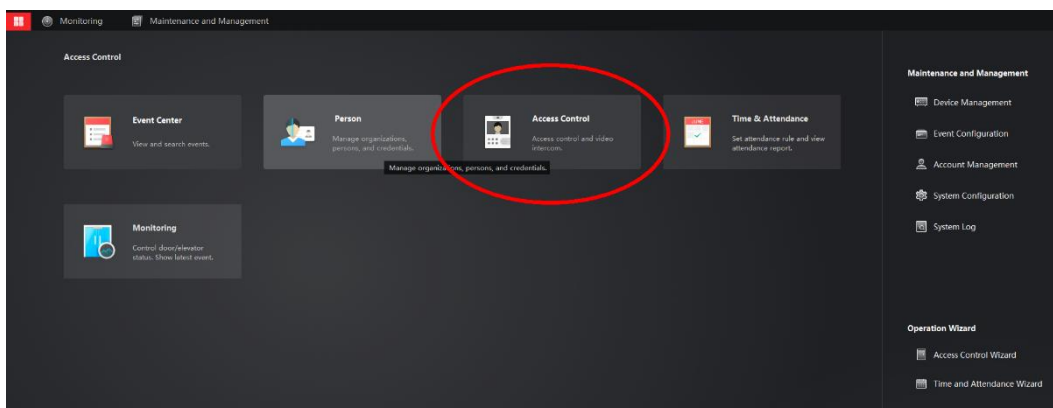 Monitoring
Maintenance and Management
Access Control
Event Center
View and search events.
Person
Manage organizations,
persons, and credentials.
Access Control
Access control and video
intercom.
Time & Attendance
Set attendance rule and view
attendance report.
Manage organizations, persons, and credentials.
Monitoring
Control door/elevator
status. Show latest event.
Maintenance and Management
Device Management
Event Configuration
Account Management
System Configuration
System Log
Operation Wizard
Access Control Wizard
Time and Attendance Wizard